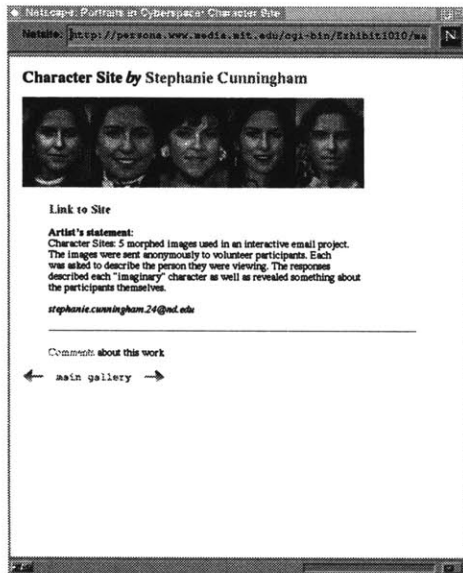 Netscape: Portraits in Cyberspace: Character Site
Netsite: http://persona.www.media.mit.edu/cgi-bin/Exhibit1010/ma
N
Character Site by Stephanie Cunningham
Link to Site
Artist's statement:
Character Sites: 5 morphed images used in an interactive email project.
The images were sent anonymously to volunteer participants. Each
was asked to describe the person they were viewing. The responses
described each "imaginary" character as well as revealed something about
the participants themselves.
stephanie.cunningham.24@nd.edu
Comments about this work
main gallery